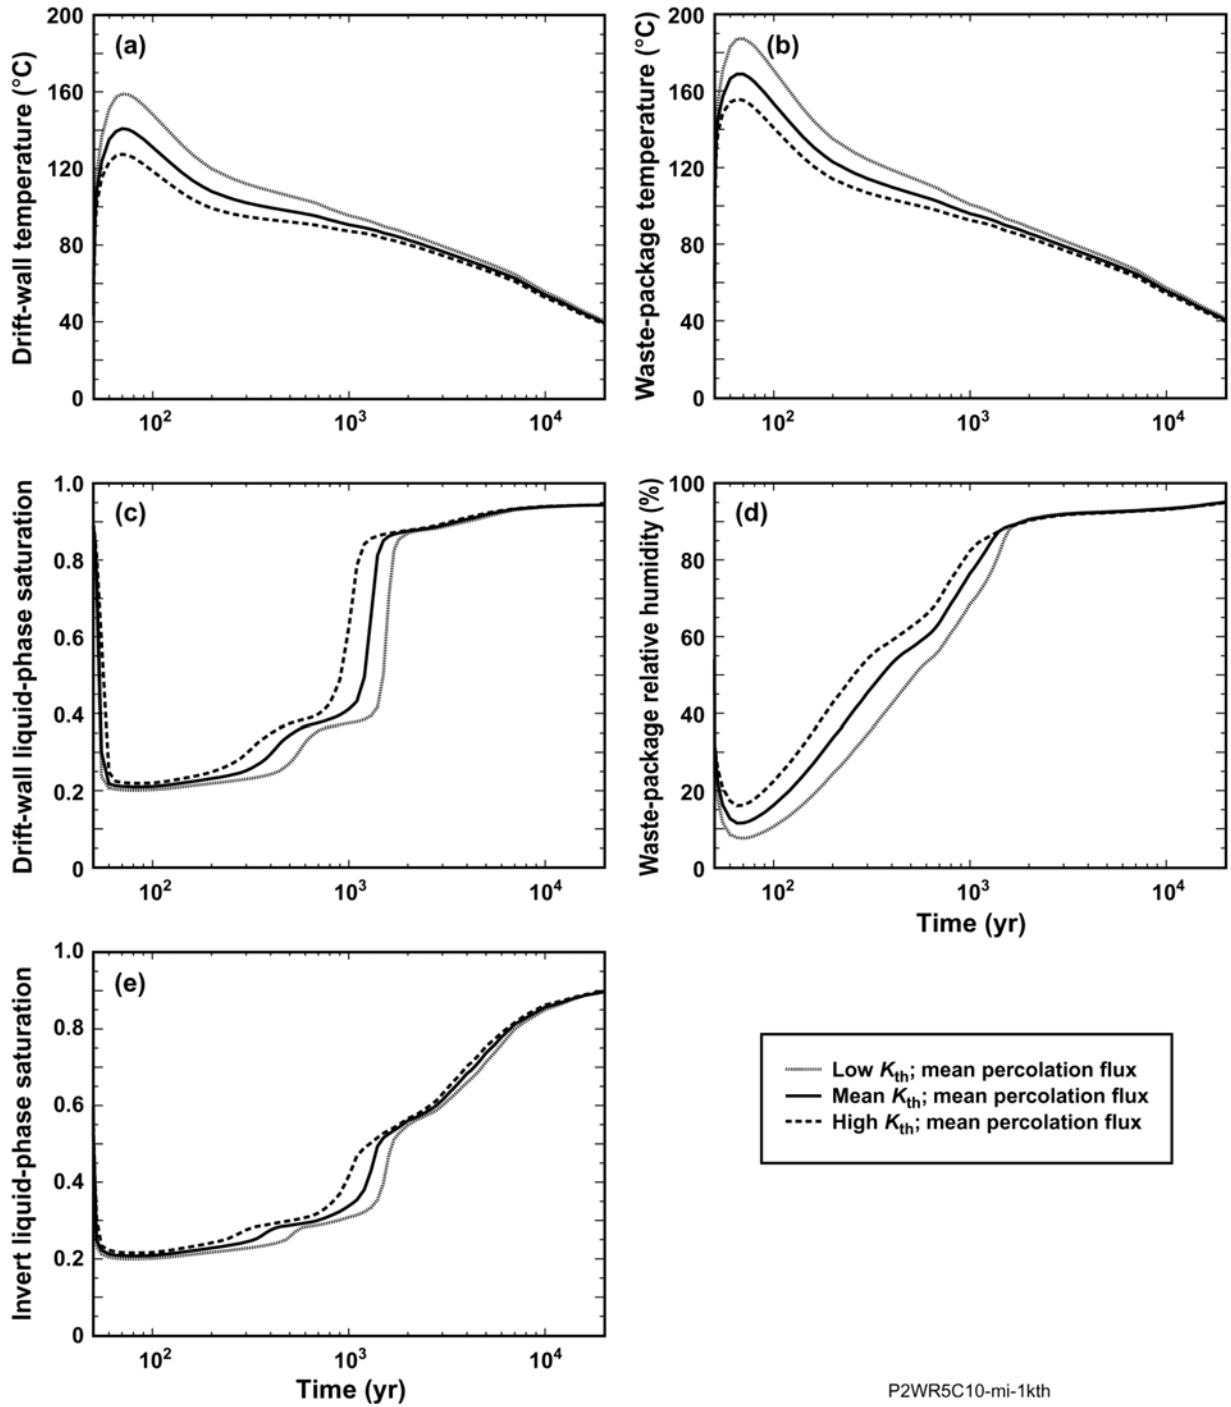 (a)
Drift-wall temperature (°C)
200
160
120
80
40
0
10²
10³
10⁴
(b)
Waste-package temperature (°C)
200
160
120
80
40
0
10²
10³
10⁴
(c)
Drift-wall liquid-phase saturation
1.0
0.8
0.6
0.4
0.2
0
10²
10³
10⁴
(d)
Waste-package relative humidity (%)
100
80
60
40
20
0
10²
10³
10⁴
Time (yr)
(e)
Invert liquid-phase saturation
1.0
0.8
0.6
0.4
0.2
0
10²
10³
10⁴
Time (yr)
Low Kth; mean percolation flux
Mean Kth; mean percolation flux
High Kth; mean percolation flux
P2WR5C10-mi-1kth